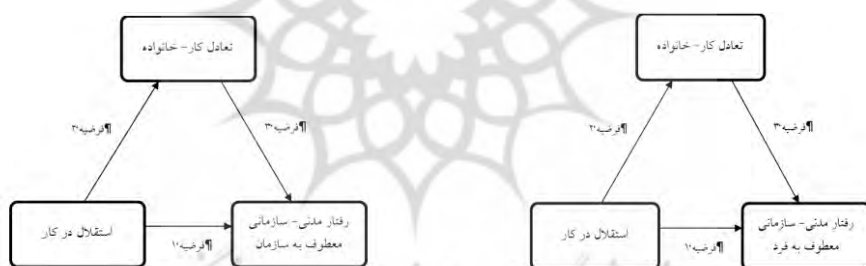 تعادل کار- خانواده
تعادل کار- خانواده
¶فرضیه۲
¶فرضیه۳
¶فرضیه۲
¶فرضیه۳
رفتار مدنی- سازمانی
معطوف به فرد
استقلال در کار
¶فرضیه۱
رفتار مدنی- سازمانی
معطوف به سازمان
استقلال در کار
¶فرضیه۱